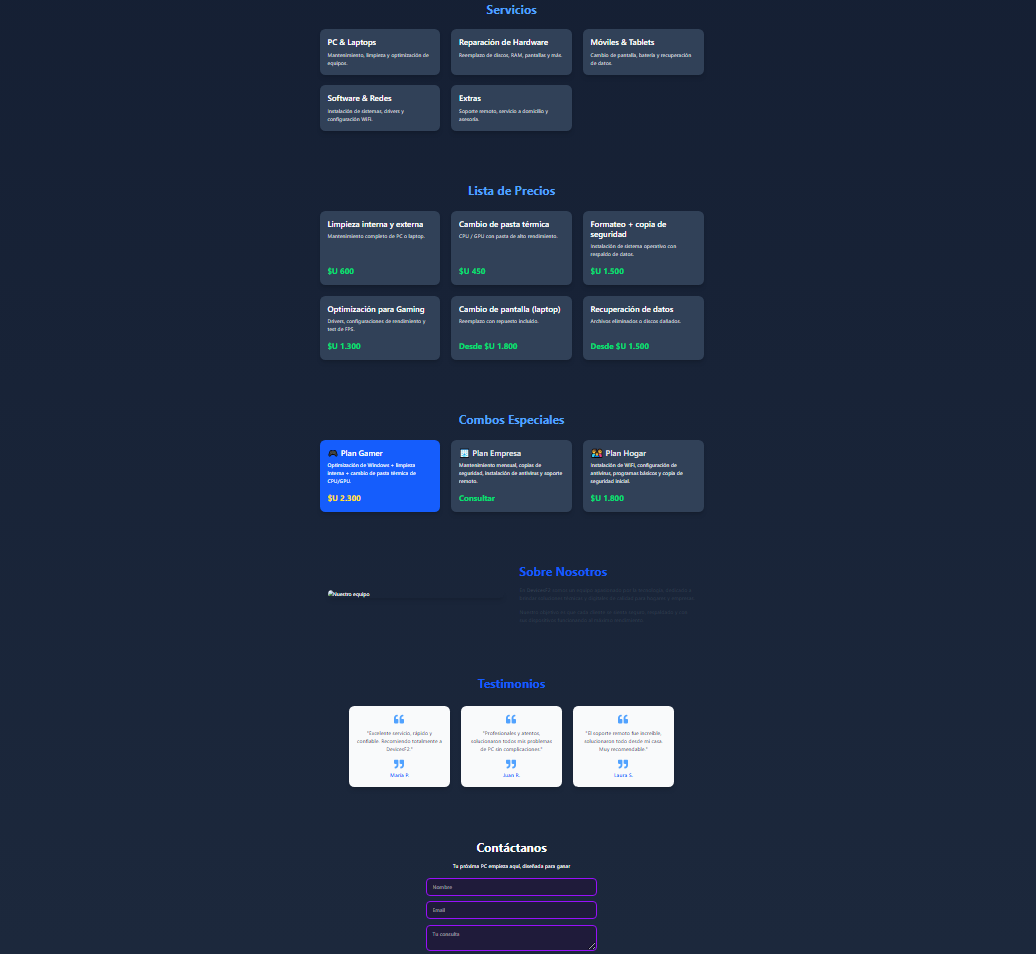 Servicios
PC & Laptops
Mantenimiento, limpieza y optimización de
equipos.
Reparación de Hardware
Reemplazo de discos, RAM, pantallas y más.
Móviles & Tablets
Cambio de pantalla, batería y recuperación
de datos.
Software & Redes
Instalación de sistemas, drivers y
configuración WiFi.
Extras
Soporte remoto, servicio a domicilio y
asesoría.
Lista de Precios
Limpieza interna y externa
Mantenimiento completo de PC o laptop.
$U 600
Cambio de pasta térmica
CPU / GPU con pasta de alto rendimiento.
$U 450
Formateo + copia de
seguridad
Instalación de sistema operativo con
respaldo de datos.
$U 1.500
Optimización para Gaming
Drivers, configuraciones de rendimiento y
test de FPS.
$U 1.300
Cambio de pantalla (laptop)
Reemplazo con repuesto incluido.
Desde $U 1.800
Recuperación de datos
Archivos eliminados o discos dañados.
Desde $U 1.500
Combos Especiales
Plan Gamer
Optimización de Windows + limpieza
interna + cambio de pasta térmica de
CPU/GPU.
$U 2.300
Plan Empresa
Mantenimiento mensual, copias de
seguridad, instalación de antivirus y soporte
remoto.
Consultar
Plan Hogar
Instalación de WiFi, configuración de
antivirus, programas básicos y copia de
seguridad inicial.
$U 1.800
Nuestro equipo
Sobre Nosotros
Testimonios
"Excelente servicio, rápido y
confiable. Recomiendo totalmente a
DevicesF2."
María P.
"Profesionales y atentos,
solucionaron todos mis problemas
de PC sin complicaciones."
Juan R.
"El soporte remoto fue increíble,
solucionaron todo desde mi casa.
Muy recomendable."
Laura S.
Contáctanos
Tu próxima PC empieza aquí, diseñada para ganar
Nombre
Email
Tu consulta